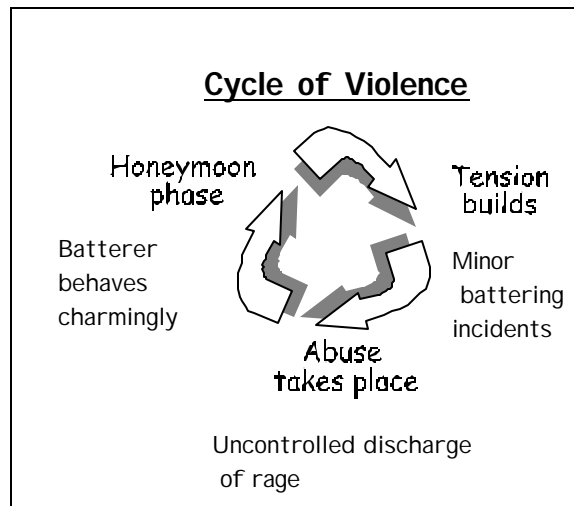 Cycle of Violence
Honeymoon
phase
Batterer
behaves
charmingly
Tension
builds
Minor
battering
incidents
Abuse
takes place
Uncontrolled discharge
of rage